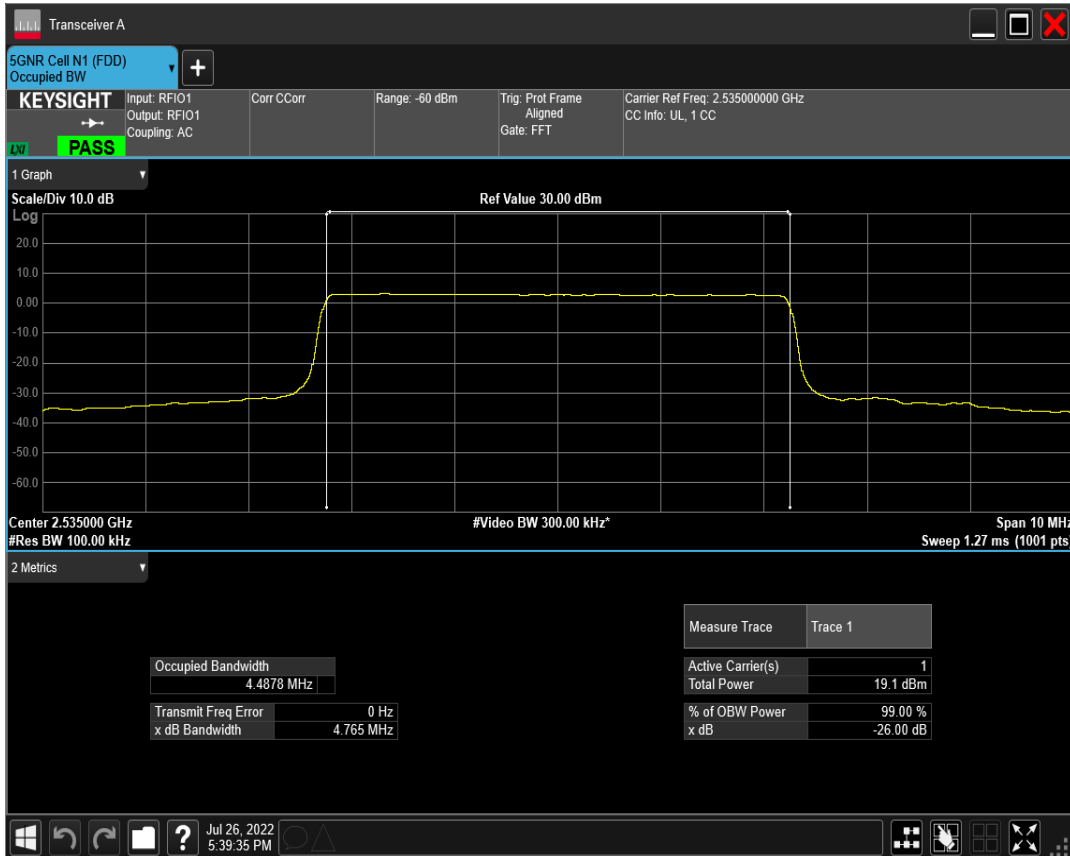 Transceiver A
5GNR Cell N1 (FDD)
Occupied BW
+
KEYSIGHT
LXI
PASS
Input: RFIO1
Output: RFIO1
Coupling: AC
Corr CCorr
Range: -60 dBm
Trig: Prot Frame
Aligned
Gate: FFT
Carrier Ref Freq: 2.535000000 GHz
CC Info: UL, 1 CC
1 Graph
Scale/Div 10.0 dB
Ref Value 30.00 dBm
Log
20.0
10.0
0.00
-10.0
-20.0
-30.0
-40.0
-50.0
-60.0
Center 2.535000 GHz
#Video BW 300.00 kHz*
Span 10 MHz
#Res BW 100.00 kHz
Sweep 1.27 ms (1001 pts)
2 Metrics
Measure Trace Trace 1
Occupied Bandwidth
4.4878 MHz
Active Carrier(s) 1
Total Power 19.1 dBm
Transmit Freq Error 0 Hz
x dB Bandwidth 4.765 MHz
% of OBW Power 99.00 %
x dB -26.00 dB
?
Jul 26, 2022
5:39:35 PM